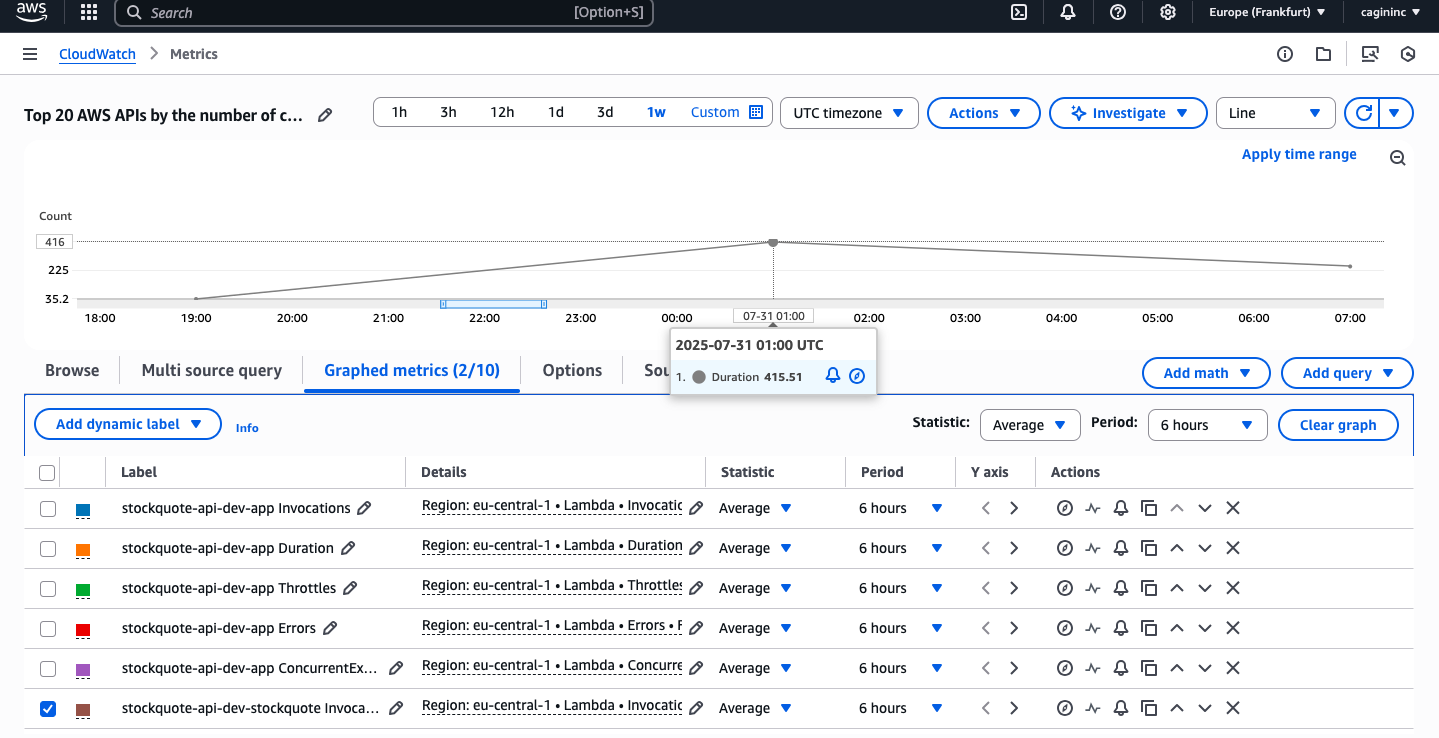 aws
Search [Option+S] Europe (Frankfurt) cagininc
CloudWatch Metrics
Top 20 AWS APIs by the number of c... 1h 3h 12h 1d 3d 1w Custom UTC timezone Actions Investigate Line
Apply time range
Count
416
225
35.2
18:00 19:00 20:00 21:00 22:00 23:00 00:00 07-31 01:00 02:00 03:00 04:00 05:00 06:00 07:00
2025-07-31 01:00 UTC
1. Duration 415.51
Browse Multi source query Graphed metrics (2/10) Options Sou Add math Add query
Add dynamic label Info Statistic: Average Period: 6 hours Clear graph
Label Details Statistic Period Y axis Actions
stockquote-api-dev-app Invocations Region: eu-central-1 • Lambda • Invocatic Average 6 hours
stockquote-api-dev-app Duration Region: eu-central-1 • Lambda • Duration Average 6 hours
stockquote-api-dev-app Throttles Region: eu-central-1 • Lambda • Throttles Average 6 hours
stockquote-api-dev-app Errors Region: eu-central-1 • Lambda • Errors • F Average 6 hours
stockquote-api-dev-app ConcurrentEx... Region: eu-central-1 • Lambda • Concurre Average 6 hours
stockquote-api-dev-stockquote Invoca... Region: eu-central-1 • Lambda • Invocatic Average 6 hours